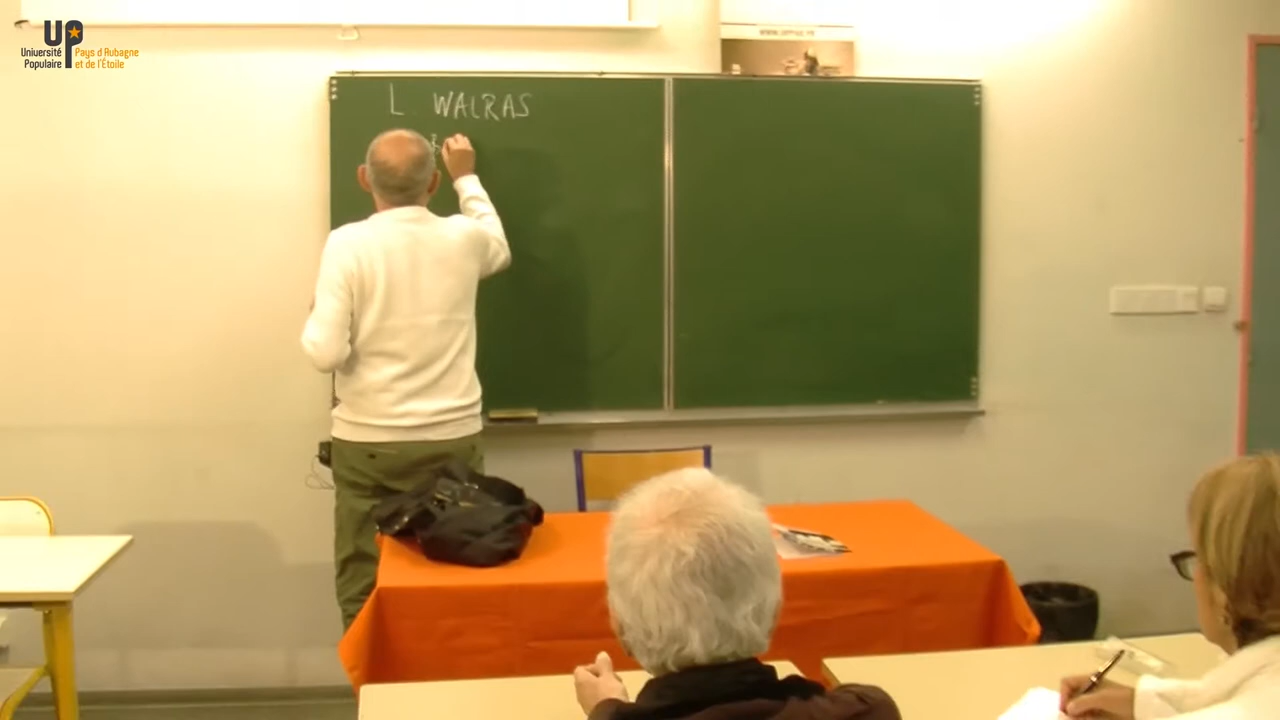 UP
Université Populaire
Pays d'Aubagne et de l'Étoile
L. WALRAS